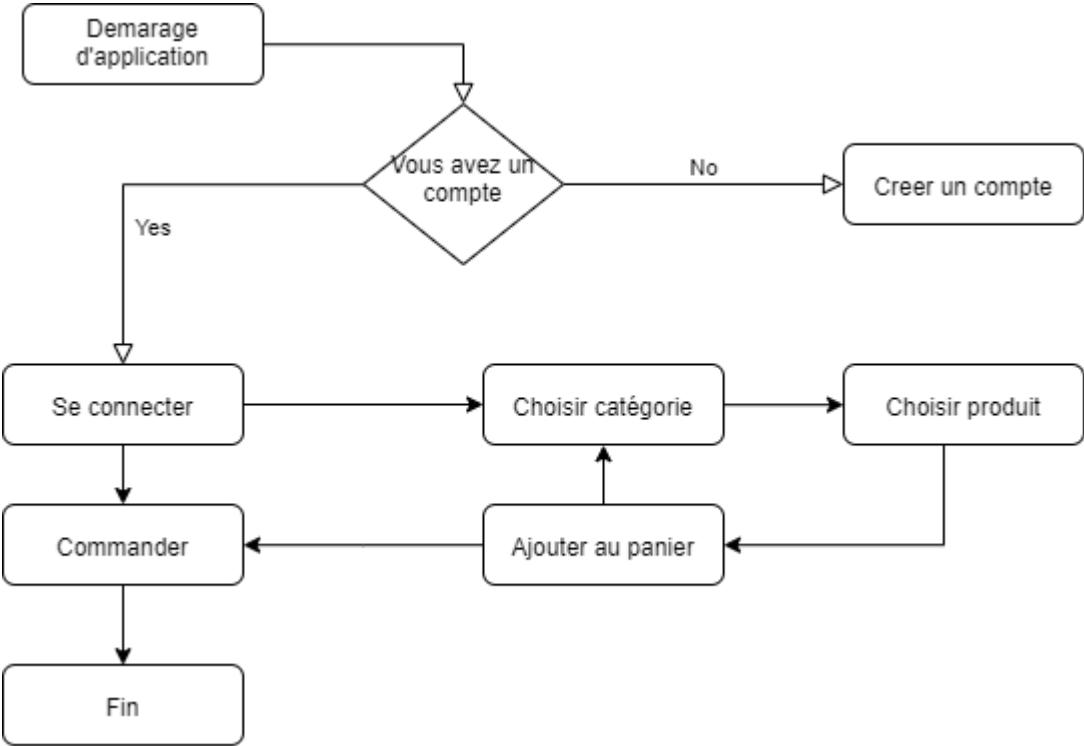 Demarage
d'application
Vous avez un
compte
No
Creer un compte
Yes
Se connecter
Choisir catégorie
Choisir produit
Commander
Ajouter au panier
Fin